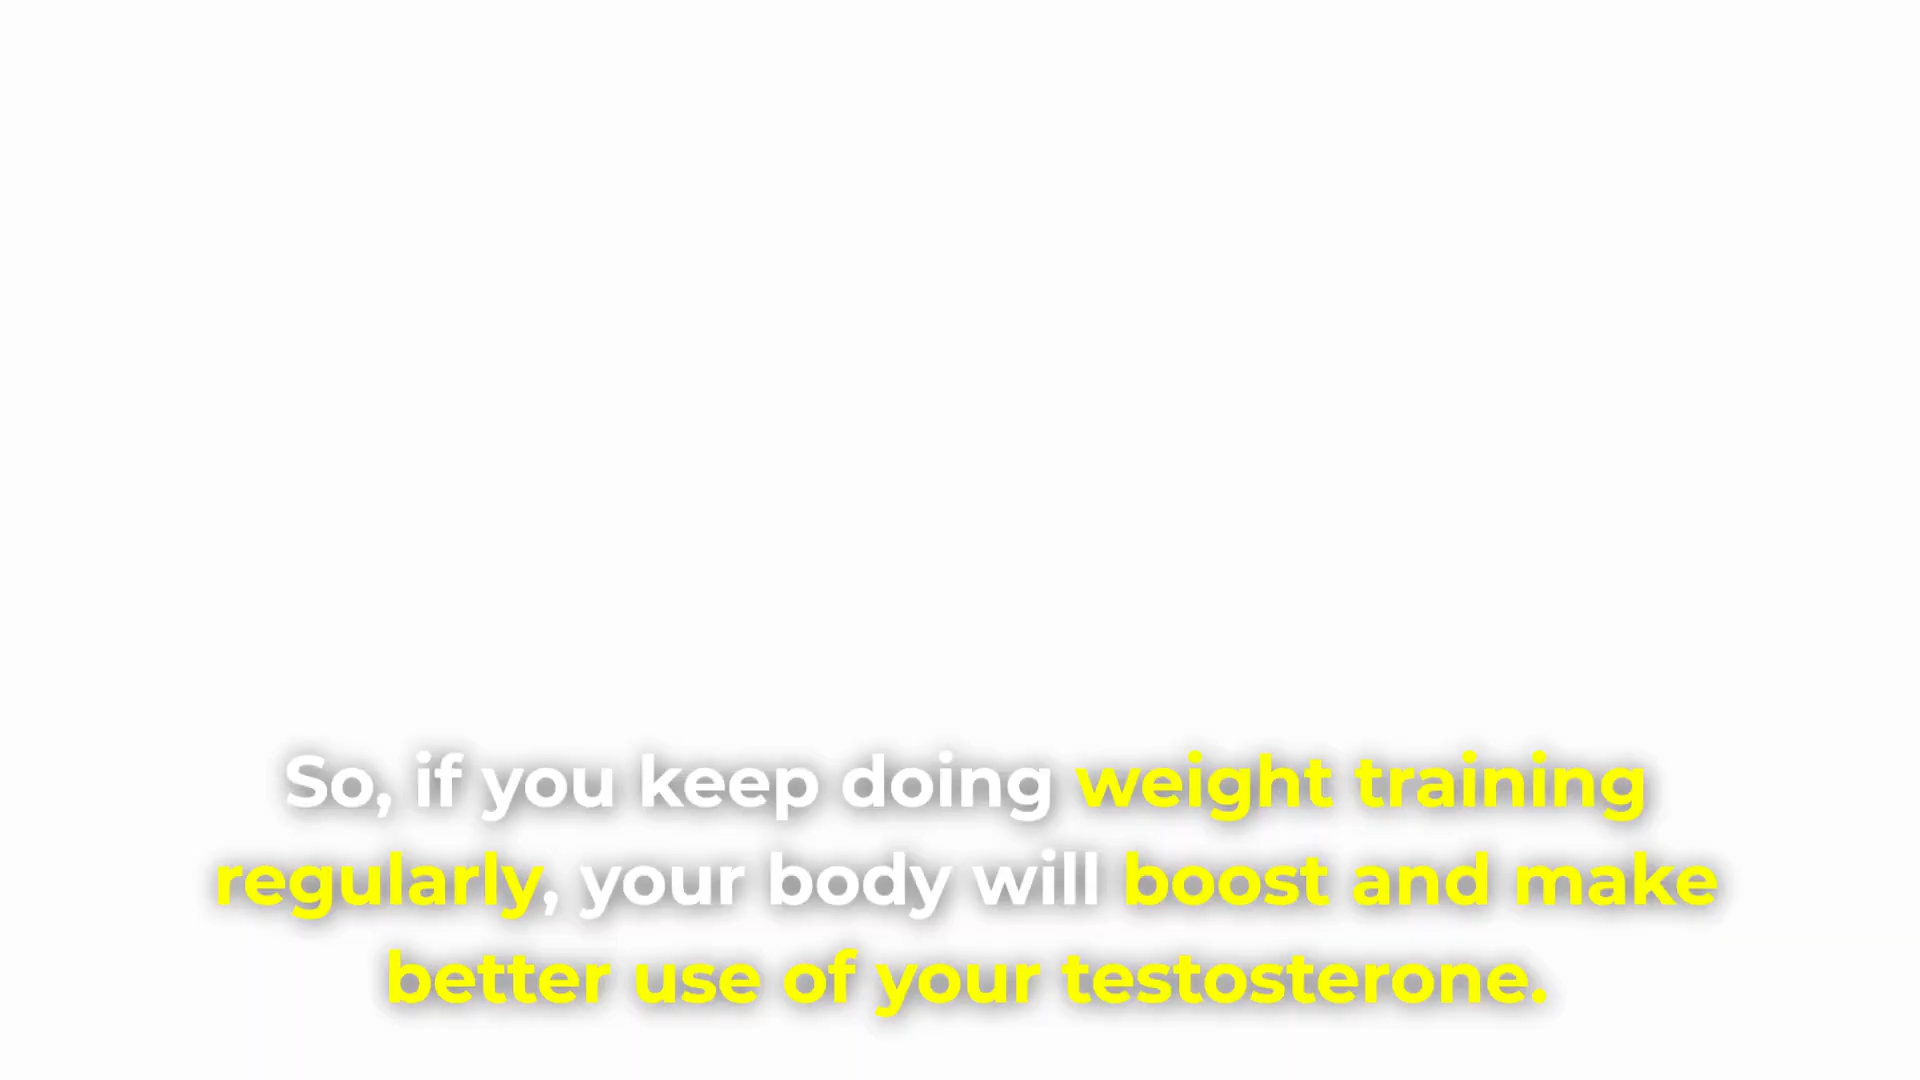 So, if you keep doing weight training
regularly, your body will boost and make
better use of your testosterone.